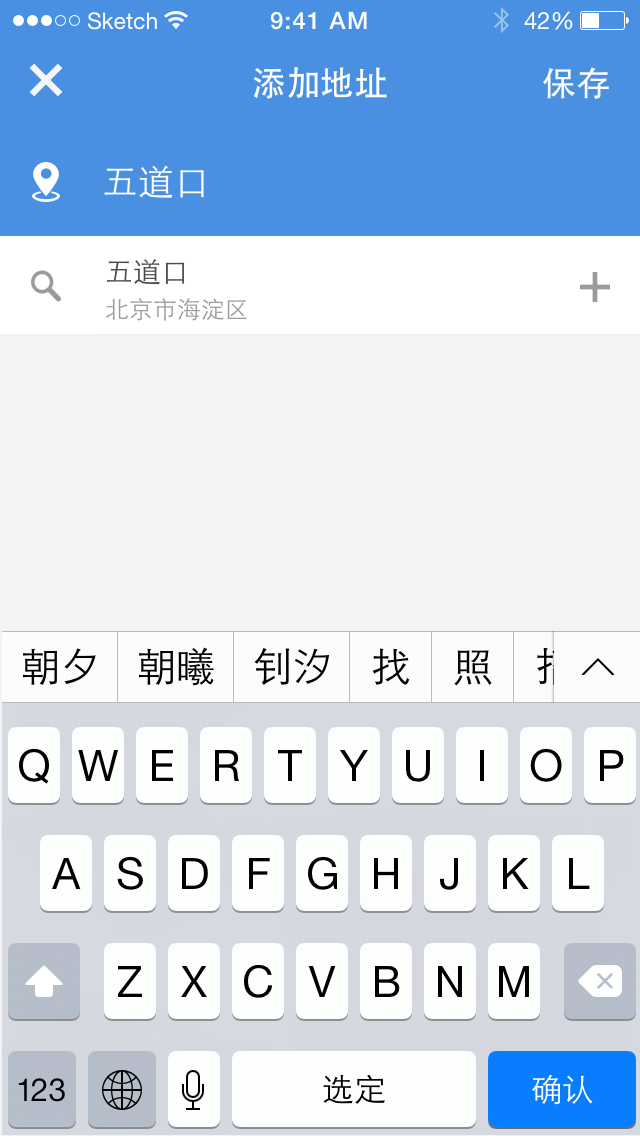 Sketch 9:41 AM 42%
添加地址 保存
五道口
五道口
北京市海淀区
朝夕 朝曦 钊汐 找 照
Q W E R T Y U I O P
A S D F G H J K L
Z X C V B N M
123 选定 确认